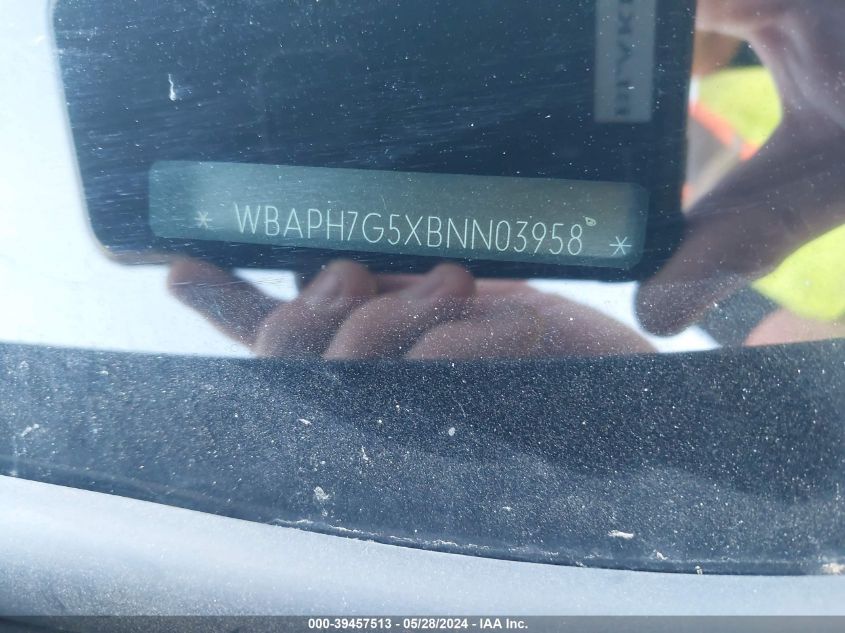 * WBAPH7G5XBNN03958 *
000-39457513 - 05/28/2024 - IAA Inc.